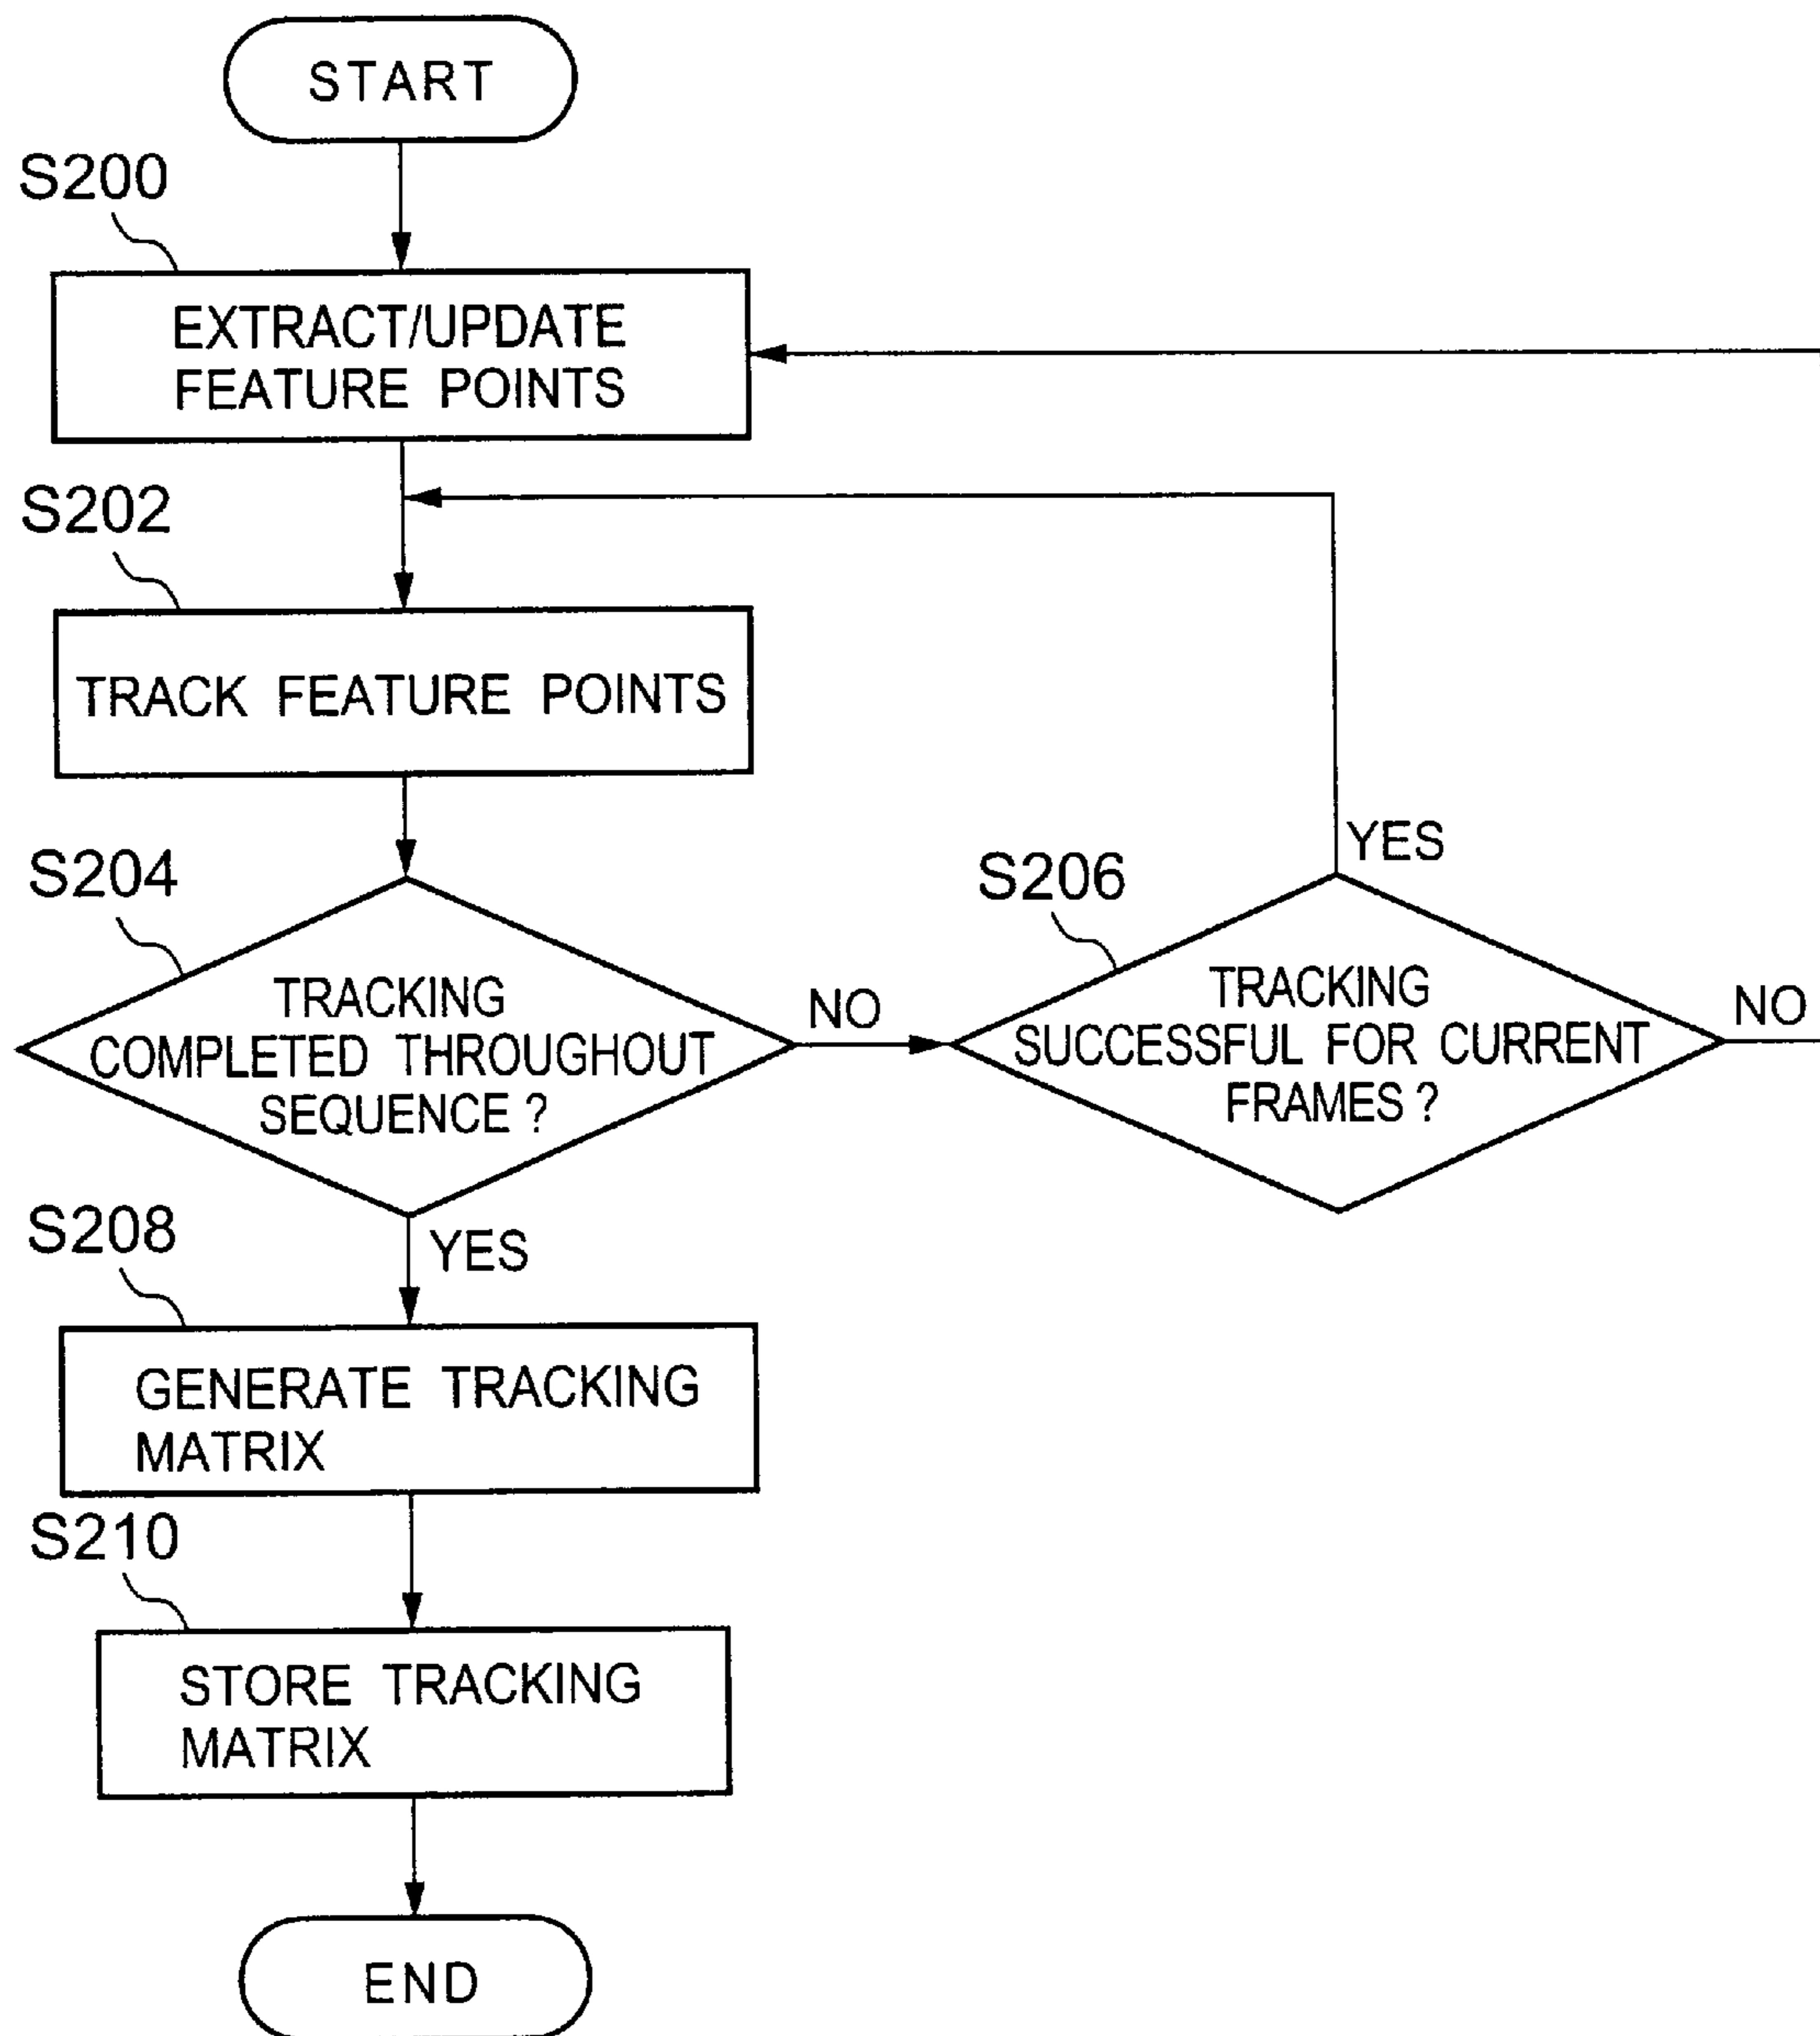 START
S200
EXTRACT/UPDATE
FEATURE POINTS
S202
TRACK FEATURE POINTS
S204
TRACKING
COMPLETED THROUGHOUT
SEQUENCE ?
NO
S206
YES
TRACKING
SUCCESSFUL FOR CURRENT
FRAMES ?
NO
YES
S208
GENERATE TRACKING
MATRIX
S210
STORE TRACKING
MATRIX
END